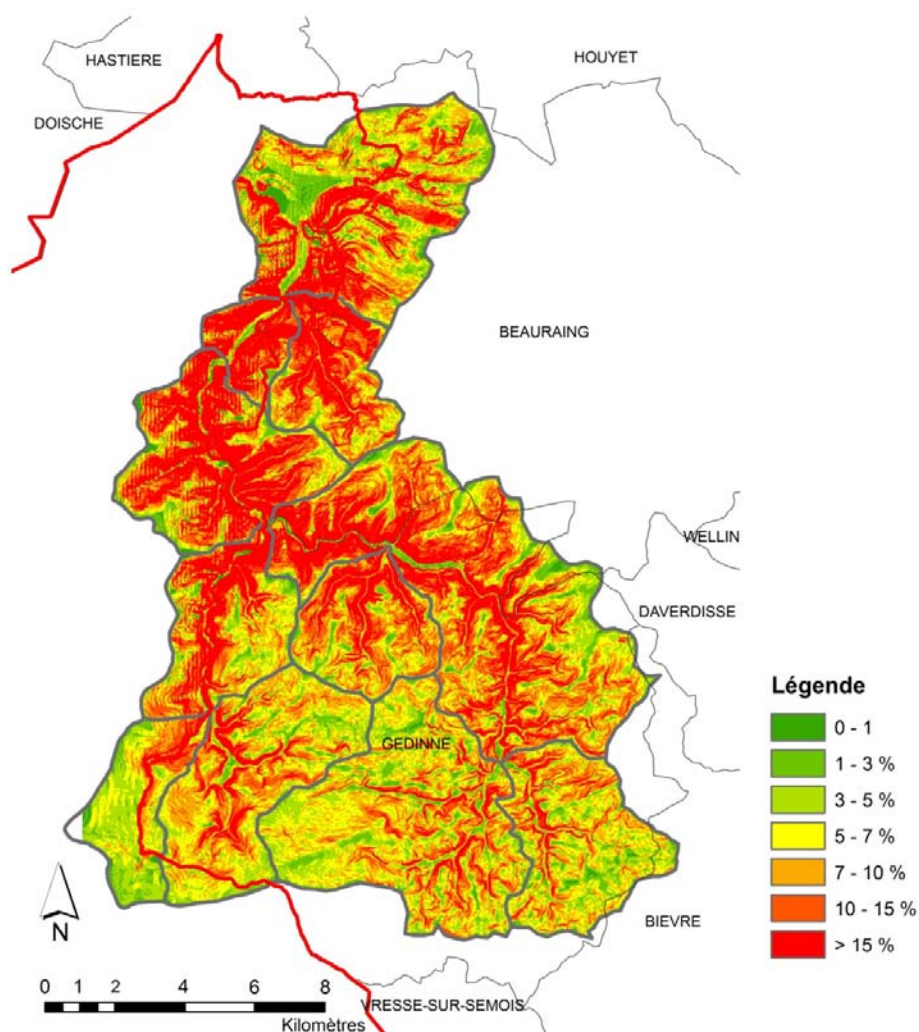 HASTIERE
HOUYET
DOISCHE
BEAURAING
WELLIN
DAVERDISSE
GEDINNE
BIEVRE
VRESSE-SUR-SEMOIS
Légende
0 - 1
1 - 3 %
3 - 5 %
5 - 7 %
7 - 10 %
10 - 15 %
> 15 %
N
0 1 2 4 6 8
Kilomètres